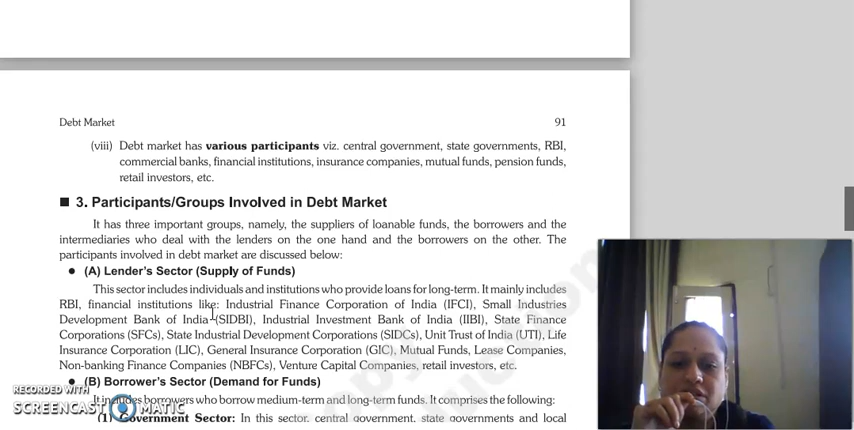 Debt Market 91
(viii) Debt market has various participants viz. central government, state governments, RBI,
commercial banks, financial institutions, insurance companies, mutual funds, pension funds,
retail investors, etc.
■ 3. Participants/Groups Involved in Debt Market
It has three important groups, namely, the suppliers of loanable funds, the borrowers and the
intermediaries who deal with the lenders on the one hand and the borrowers on the other. The
participants involved in debt market are discussed below:
● (A) Lender's Sector (Supply of Funds)
This sector includes individuals and institutions who provide loans for long-term. It mainly includes
RBI, financial institutions like: Industrial Finance Corporation of India (IFCI), Small Industries
Development Bank of India (SIDBI), Industrial Investment Bank of India (IIBI), State Finance
Corporations (SFCs), State Industrial Development Corporations (SIDCs), Unit Trust of India (UTI), Life
Insurance Corporation (LIC), General Insurance Corporation (GIC), Mutual Funds, Lease Companies,
Non-banking Finance Companies (NBFCs), Venture Capital Companies, retail investors, etc.
● (B) Borrower's Sector (Demand for Funds)
It includes borrowers who borrow medium-term and long-term funds. It comprises the following:
(1) Government Sector: In this sector, central government, state governments and local
RECORDED WITH
SCREENCAST MATIC